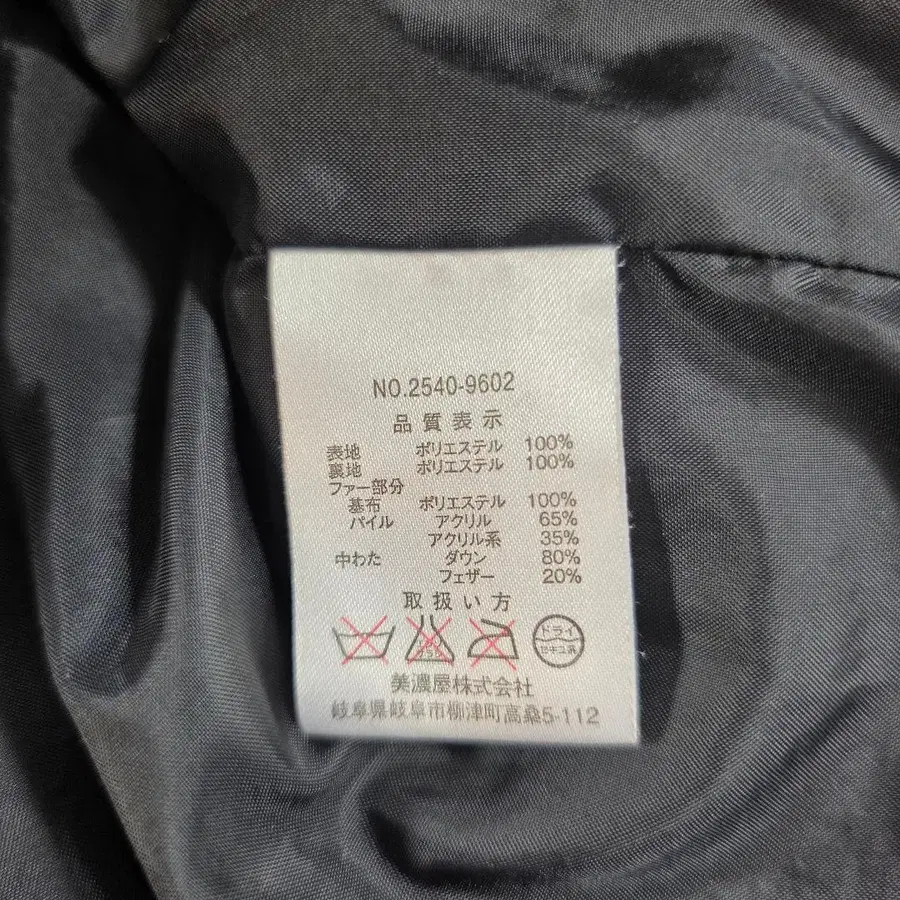 NO.2540-9602
品質表示
表地 ポリエステル 100%
裏地 ポリエステル 100%
ファー部分
基布 ポリエステル 100%
パイル アクリル 65%
アクリル系 35%
中わた ダウン 80%
フェザー 20%
取扱い方
ドライ
セキユ系
美濃屋株式会社
岐阜県岐阜市柳津町高桑5-112